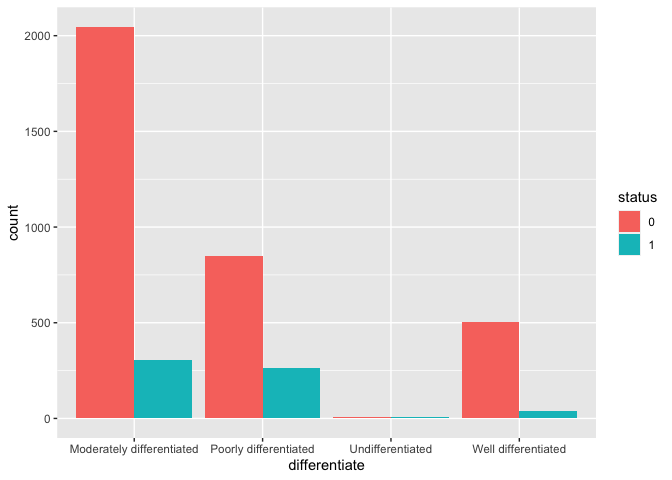 2000
1500
1000
500
0
count
Moderately differentiated Poorly differentiated Undifferentiated Well differentiated
differentiate
status
0
1